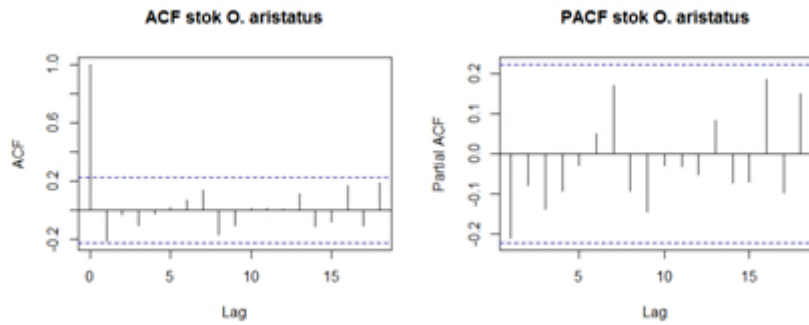 ACF stok O. aristatus
ACF
-0.2 0.2 0.6 1.0
0 5 10 15
Lag
PACF stok O. aristatus
Partial ACF
-0.2 -0.1 0.0 0.1 0.2
5 10 15
Lag